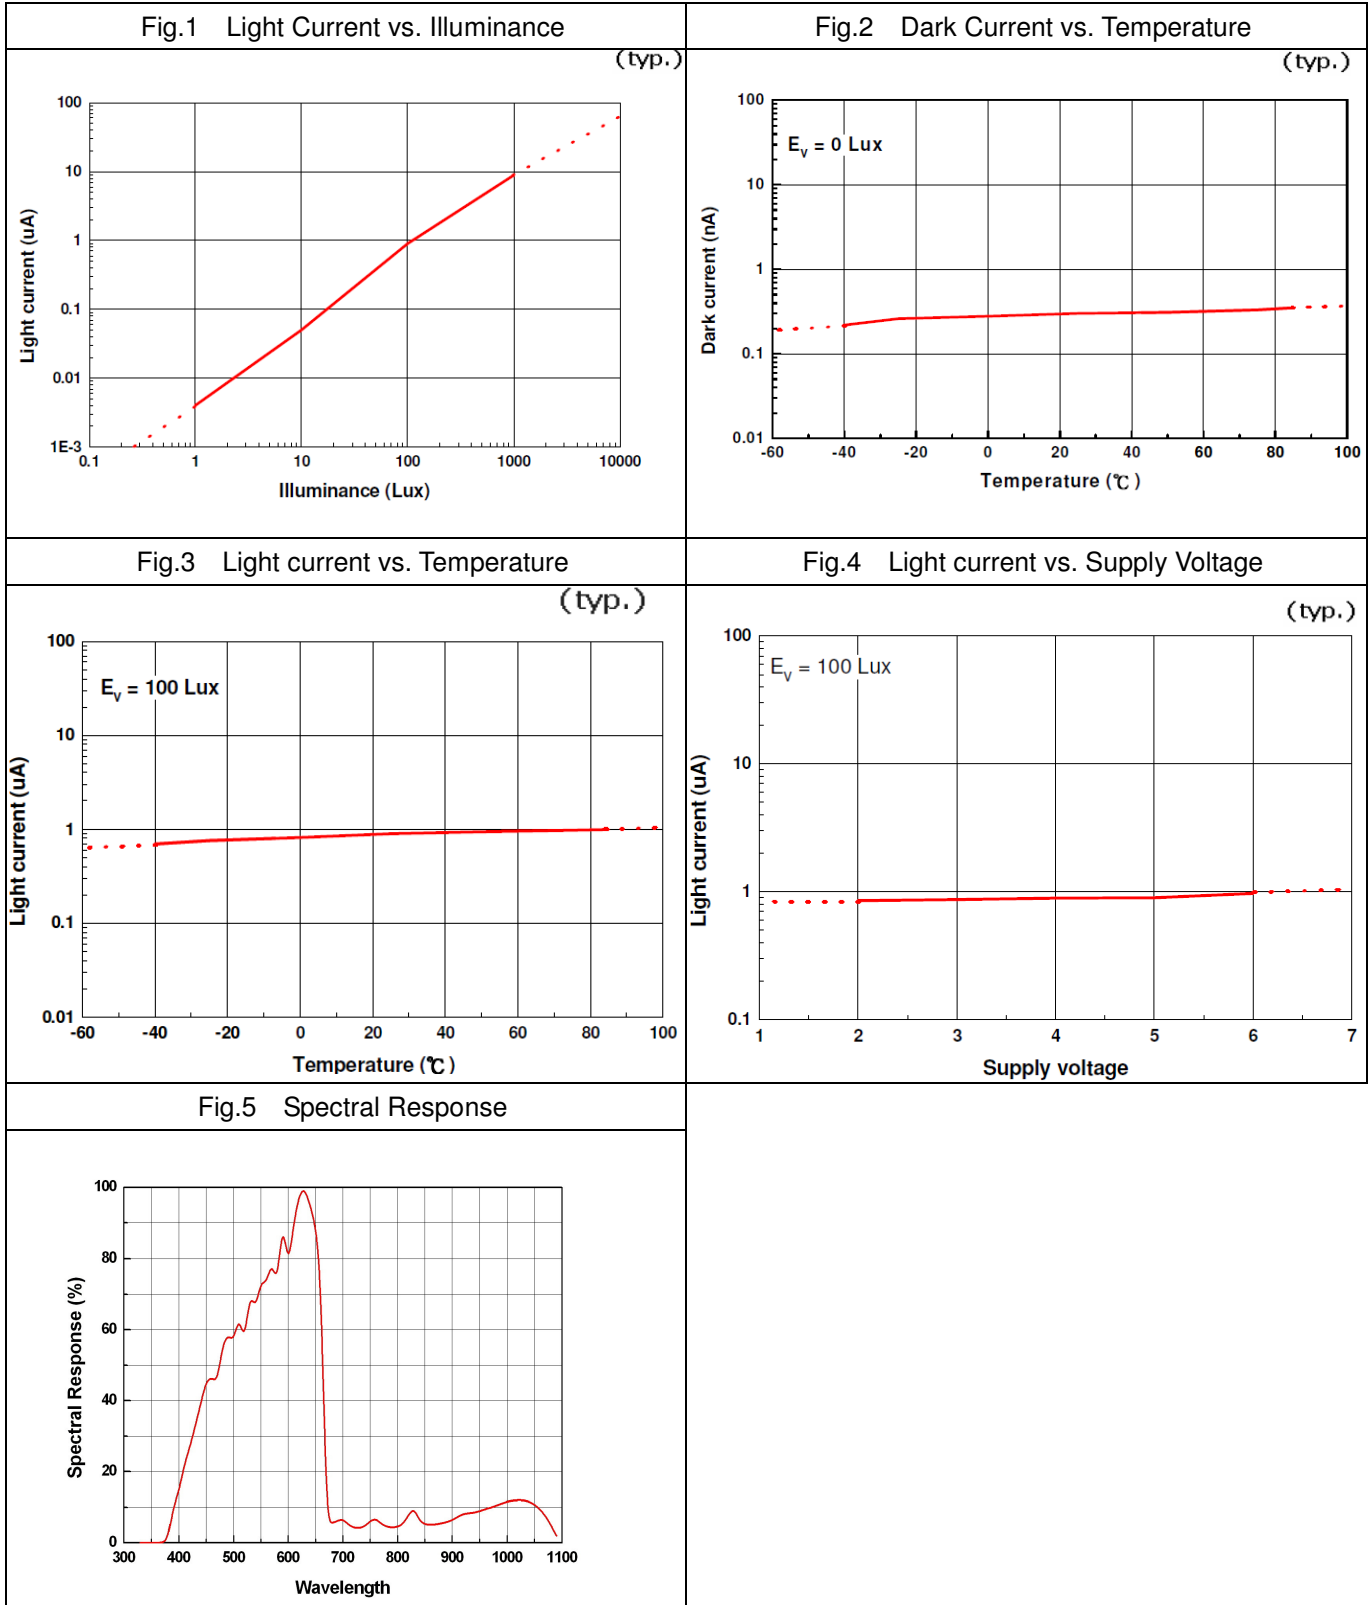 Fig.1 Light Current vs. Illuminance
(typ.)
100
10
1
0.1
0.01
1E-3
0.1 1 10 100 1000 10000
Light current (uA)
Illuminance (Lux)
Fig.2 Dark Current vs. Temperature
(typ.)
Ev = 0 Lux
100
10
1
0.1
0.01
-60 -40 -20 0 20 40 60 80 100
Dark current (nA)
Temperature (℃)
Fig.3 Light current vs. Temperature
(typ.)
Ev = 100 Lux
100
10
1
0.1
0.01
-60 -40 -20 0 20 40 60 80 100
Light current (uA)
Temperature (℃)
Fig.4 Light current vs. Supply Voltage
(typ.)
Ev = 100 Lux
100
10
1
0.1
1 2 3 4 5 6 7
Light current (uA)
Supply voltage
Fig.5 Spectral Response
100
80
60
40
20
0
300 400 500 600 700 800 900 1000 1100
Spectral Response (%)
Wavelength